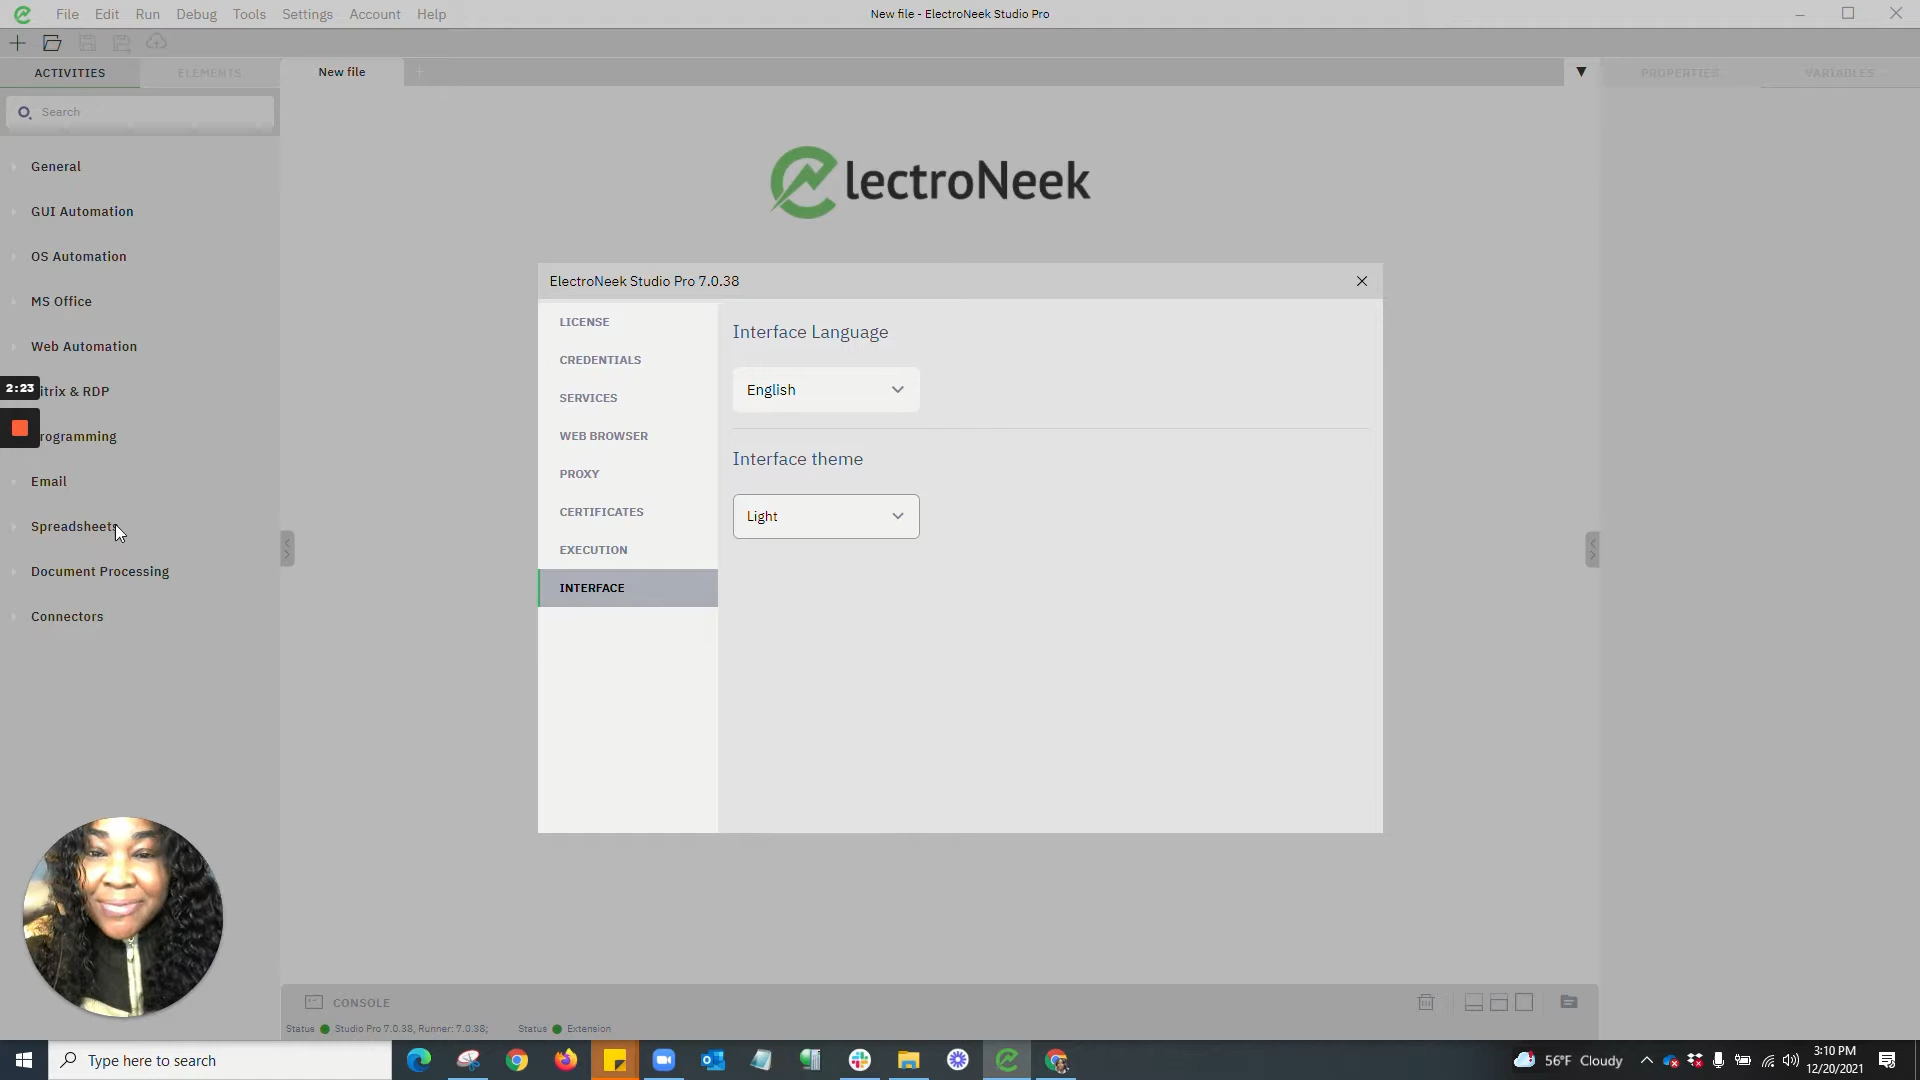 File Edit Run Debug Tools Settings Account Help
New file - ElectroNeek Studio Pro
ACTIVITIES
ELEMENTS
New file
PROPERTIES
VARIABLES
Search
General
GUI Automation
OS Automation
MS Office
Web Automation
itrix & RDP
rogramming
Email
Spreadsheets
Document Processing
Connectors
2:23
lectroNeek
ElectroNeek Studio Pro 7.0.38
LICENSE
CREDENTIALS
SERVICES
WEB BROWSER
PROXY
CERTIFICATES
EXECUTION
INTERFACE
Interface Language
English
Interface theme
Light
CONSOLE
Status Studio Pro 7.0.38, Runner: 7.0.38; Status Extension
Type here to search
56°F Cloudy
3:10 PM
12/20/2021